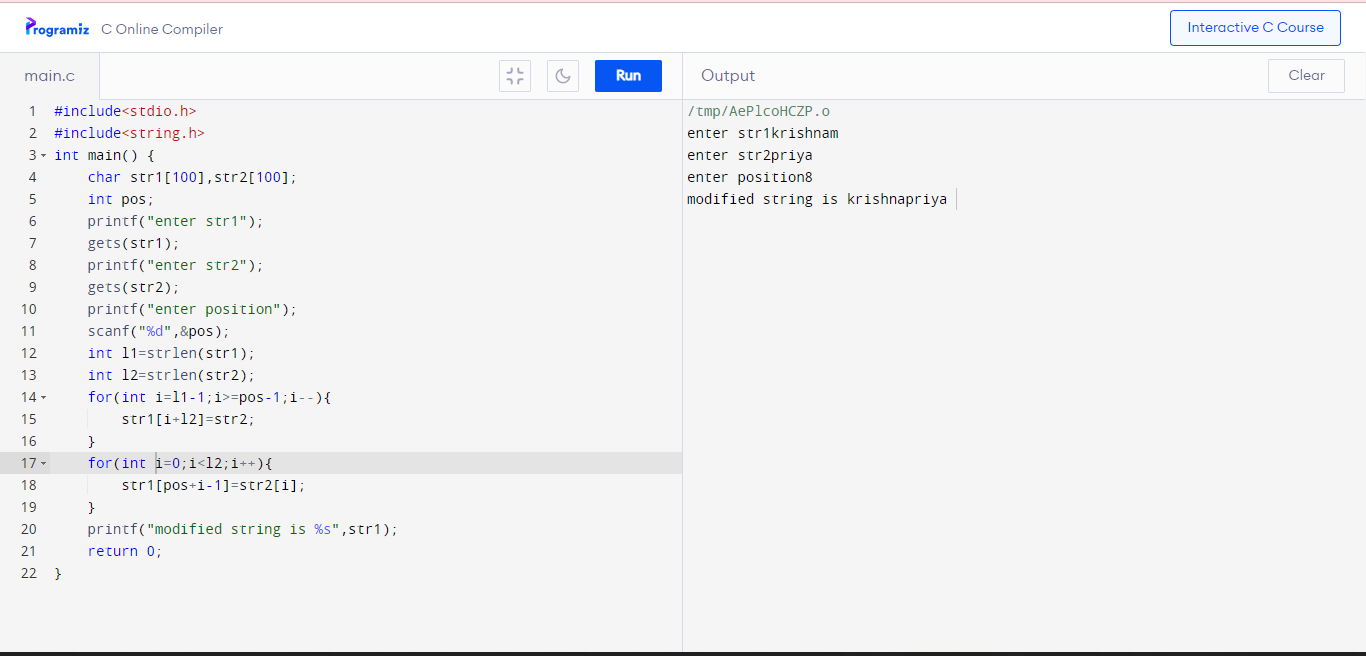 Programiz C Online Compiler
Interactive C Course
main.c
Run
Output
Clear
1 #include<stdio.h>
2 #include<string.h>
3 int main() {
4 char str1[100],str2[100];
5 int pos;
6 printf("enter str1");
7 gets(str1);
8 printf("enter str2");
9 gets(str2);
10 printf("enter position");
11 scanf("%d",&pos);
12 int l1=strlen(str1);
13 int l2=strlen(str2);
14 for(int i=l1-1;i>=pos-1;i--){
15 str1[i+l2]=str2;
16 }
17 for(int i=0;i<l2;i++){
18 str1[pos+i-1]=str2[i];
19 }
20 printf("modified string is %s",str1);
21 return 0;
22 }
/tmp/AePlcoHCZP.o
enter str1krishnam
enter str2priya
enter position8
modified string is krishnapriya